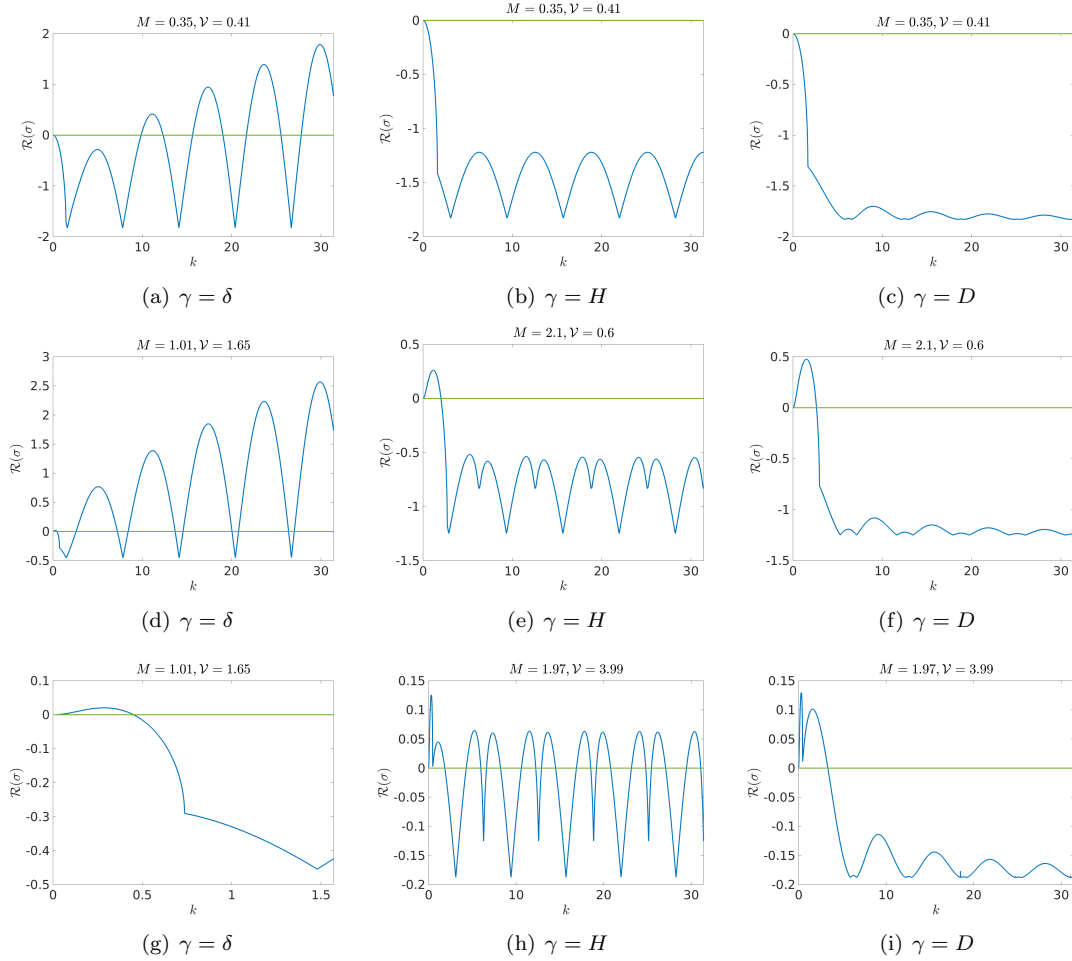 M = 0.35, 𝒱 = 0.41
2
1
0
-1
-2
ℛ(σ)
0 10 20 30
k
(a) γ = δ
M = 0.35, 𝒱 = 0.41
0
-0.5
-1
-1.5
-2
ℛ(σ)
0 10 20 30
k
(b) γ = H
M = 0.35, 𝒱 = 0.41
0
-0.5
-1
-1.5
-2
ℛ(σ)
0 10 20 30
k
(c) γ = D
M = 1.01, 𝒱 = 1.65
3
2.5
2
1.5
1
0.5
0
-0.5
ℛ(σ)
0 10 20 30
k
(d) γ = δ
M = 2.1, 𝒱 = 0.6
0.5
0
-0.5
-1
-1.5
ℛ(σ)
0 10 20 30
k
(e) γ = H
M = 2.1, 𝒱 = 0.6
0.5
0
-0.5
-1
-1.5
ℛ(σ)
0 10 20 30
k
(f) γ = D
M = 1.01, 𝒱 = 1.65
0.1
0
-0.1
-0.2
-0.3
-0.4
-0.5
ℛ(σ)
0 0.5 1 1.5
k
(g) γ = δ
M = 1.97, 𝒱 = 3.99
0.15
0.1
0.05
0
-0.05
-0.1
-0.15
-0.2
ℛ(σ)
0 10 20 30
k
(h) γ = H
M = 1.97, 𝒱 = 3.99
0.15
0.1
0.05
0
-0.05
-0.1
-0.15
-0.2
ℛ(σ)
0 10 20 30
k
(i) γ = D